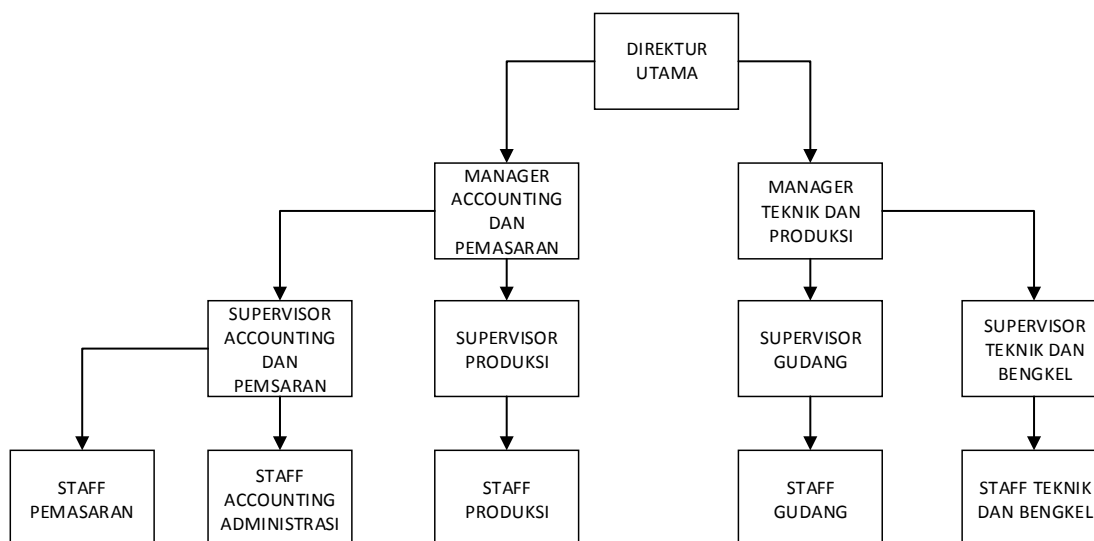 DIREKTUR
UTAMA
MANAGER
ACCOUNTING
DAN
PEMASARAN
MANAGER
TEKNIK DAN
PRODUKSI
SUPERVISOR
ACCOUNTING
DAN
PEMSARAN
SUPERVISOR
PRODUKSI
SUPERVISOR
GUDANG
SUPERVISOR
TEKNIK DAN
BENGKEL
STAFF
PEMASARAN
STAFF
ACCOUNTING
ADMINISTRASI
STAFF
PRODUKSI
STAFF
GUDANG
STAFF TEKNIK
DAN BENGKEL